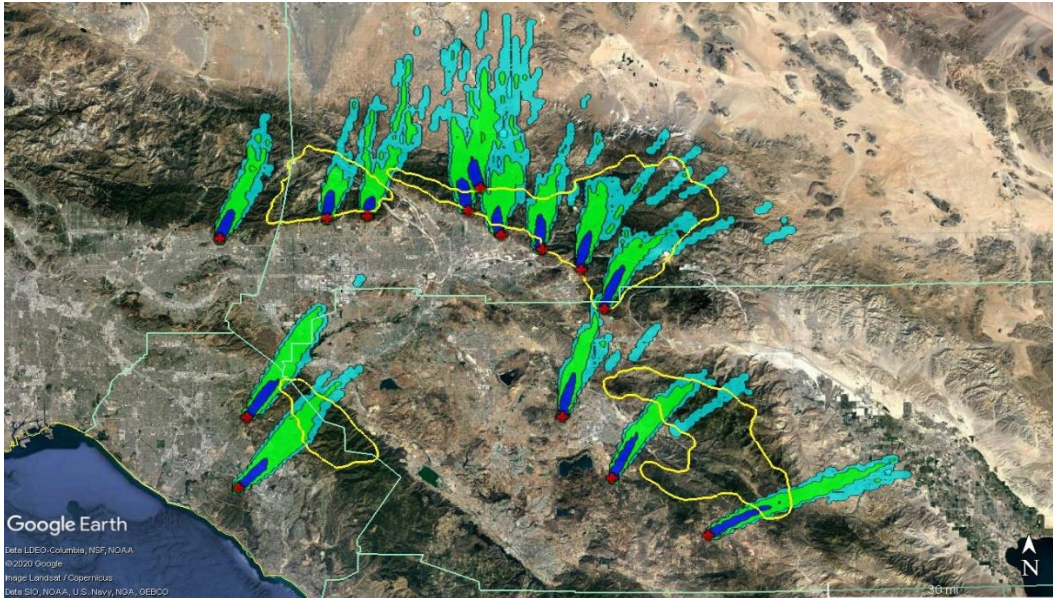 Google Earth
Data LDEO-Columbia, NSF, NOAA
©2020 Google
Image Landsat / Copernicus
Data SIO, NOAA, U.S. Navy, NGA, GEBCO
N
30 mi